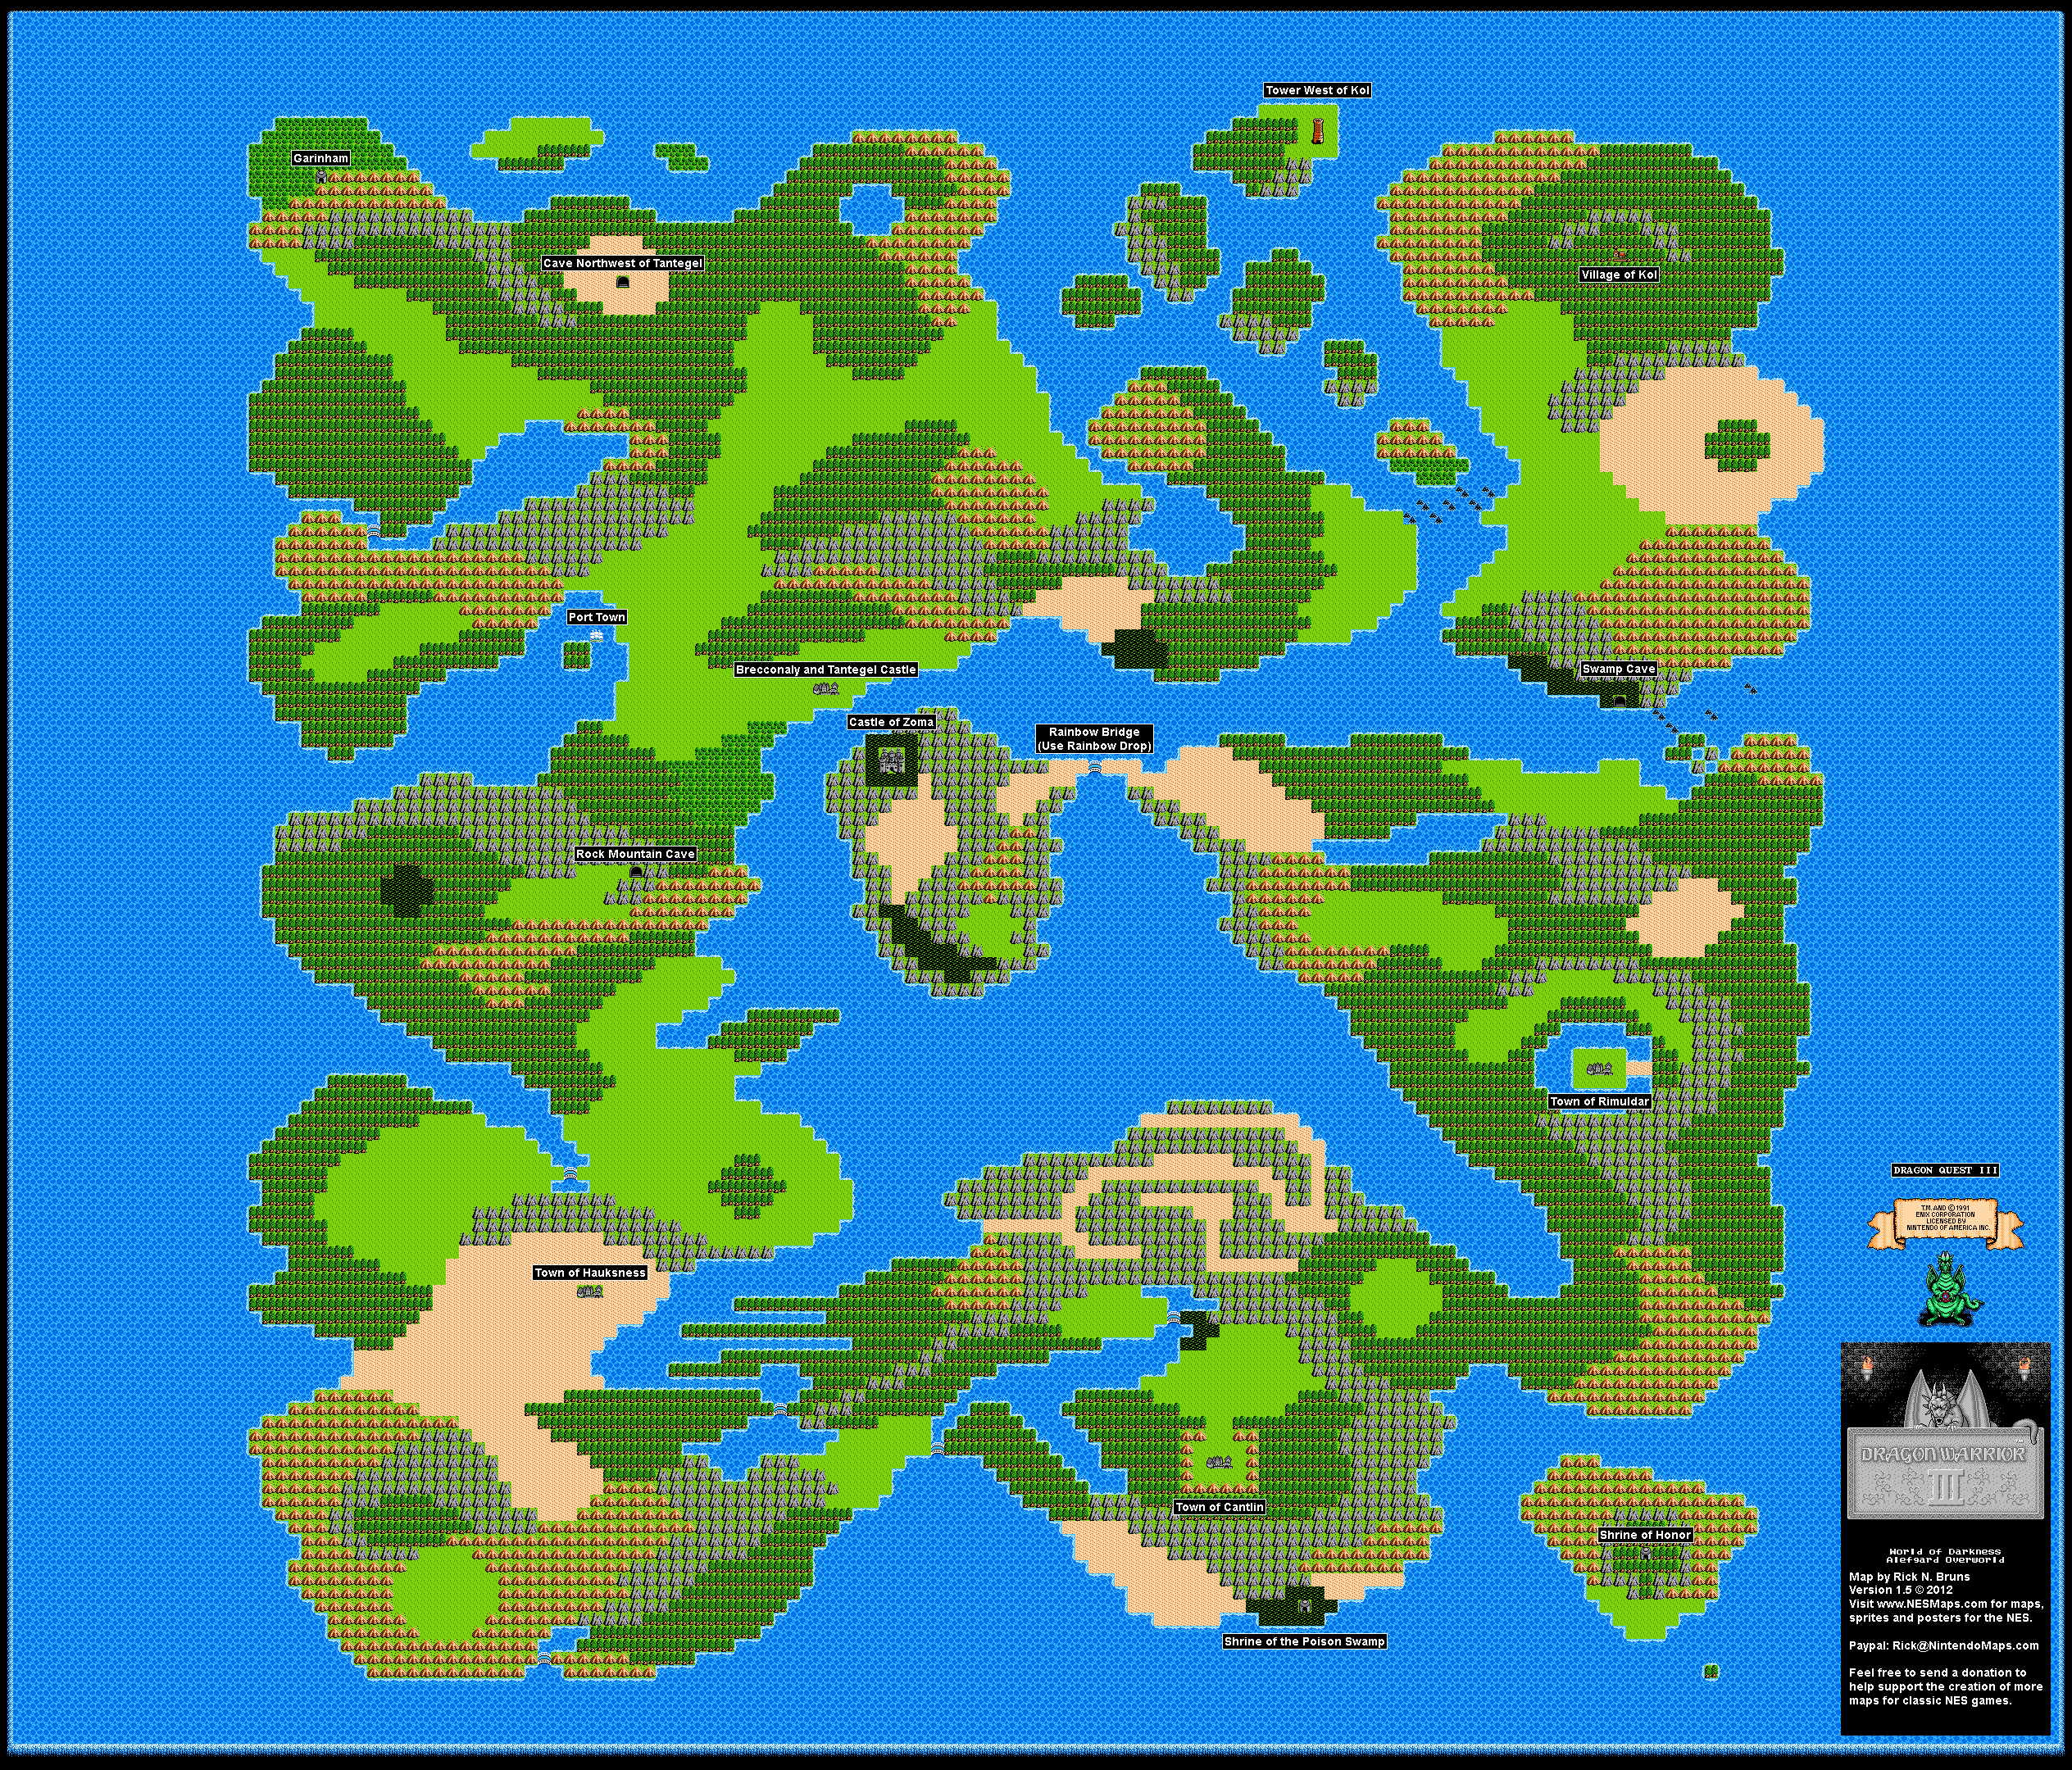 Tower West of Kol
Garinham
Cave Northwest of Tantegel
Village of Kol
Port Town
Brecconaly and Tantegel Castle
Swamp Cave
Castle of Zoma
Rainbow Bridge
(Use Rainbow Drop)
Rock Mountain Cave
Town of Rimuldar
DRAGON QUEST III
T.M. AND © 1991
ENIX CORPORATION
LICENSED BY
NINTENDO OF AMERICA INC.
Town of Hauksness
DRAGON WARRIOR
III
Town of Cantlin
Shrine of Honor
World of Darkness
Alefgard Overworld
Map by Rick N. Bruns
Version 1.5 © 2012
Visit www.NESMaps.com for maps,
sprites and posters for the NES.
Shrine of the Poison Swamp
Paypal: Rick@NintendoMaps.com
Feel free to send a donation to
help support the creation of more
maps for classic NES games.